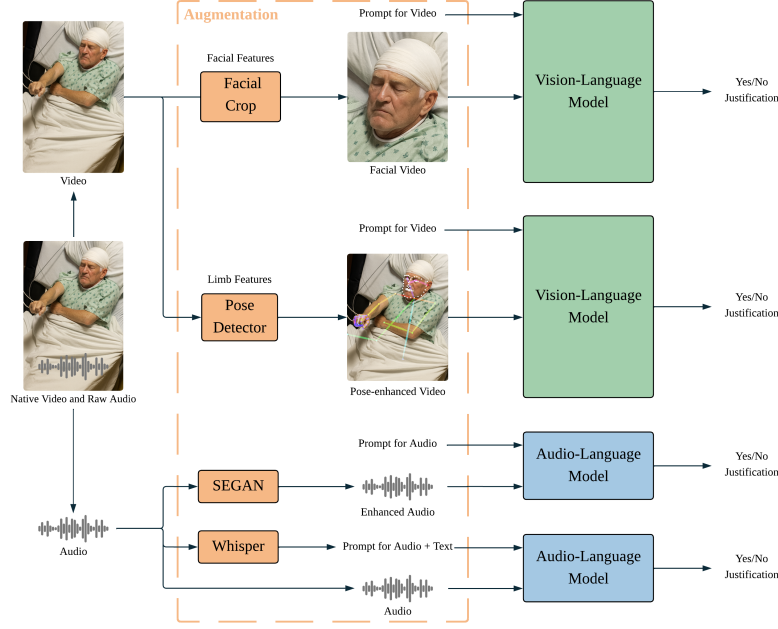 Augmentation
Prompt for Video
Facial Features
Facial
Crop
Vision-Language
Model
Yes/No
Justification
Video
Facial Video
Prompt for Video
Limb Features
Pose
Detector
Vision-Language
Model
Yes/No
Justification
Native Video and Raw Audio
Pose-enhanced Video
Prompt for Audio
SEGAN
Audio-Language
Model
Yes/No
Justification
Enhanced Audio
Audio
Whisper
Prompt for Audio + Text
Audio-Language
Model
Yes/No
Justification
Audio